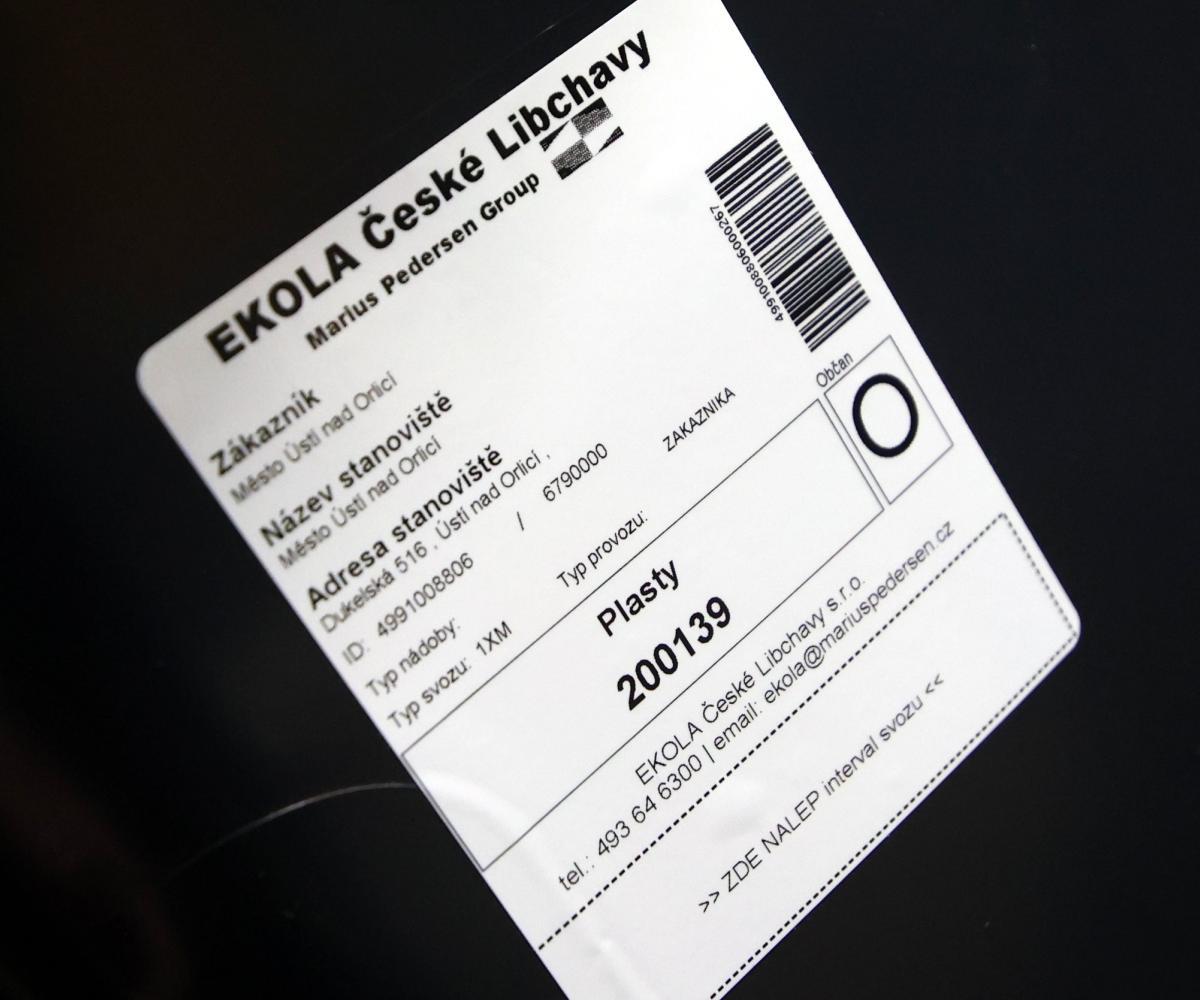 EKOLA České Libchavy
Marius Pedersen Group
4991008806000267
Zákazník
Město Ústí nad Orlicí
Název stanoviště
Město Ústí nad Orlicí
Adresa stanoviště
Dukelská 516 , Ústí nad Orlicí ,
ID: 4991008806 / 6790000
Typ nádoby: ZAKAZNIKA
Typ svozu: 1XM Typ provozu:
Občan
O
Plasty
200139
EKOLA České Libchavy s.r.o.
tel.: 493 64 6300 | email: ekola@mariuspedersen.cz
>> ZDE NALEP interval svozu <<